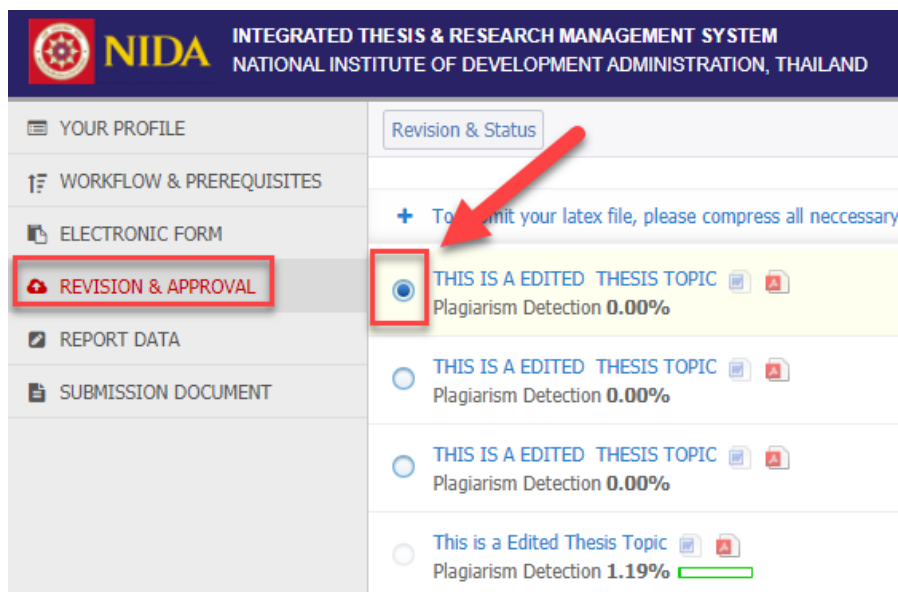 NIDA
INTEGRATED THESIS & RESEARCH MANAGEMENT SYSTEM
NATIONAL INSTITUTE OF DEVELOPMENT ADMINISTRATION, THAILAND
YOUR PROFILE
WORKFLOW & PREREQUISITES
ELECTRONIC FORM
REVISION & APPROVAL
REPORT DATA
SUBMISSION DOCUMENT
Revision & Status
To your latex file, please compress all neccessary
THIS IS A EDITED THESIS TOPIC
Plagiarism Detection 0.00%
THIS IS A EDITED THESIS TOPIC
Plagiarism Detection 0.00%
THIS IS A EDITED THESIS TOPIC
Plagiarism Detection 0.00%
This is a Edited Thesis Topic
Plagiarism Detection 1.19%